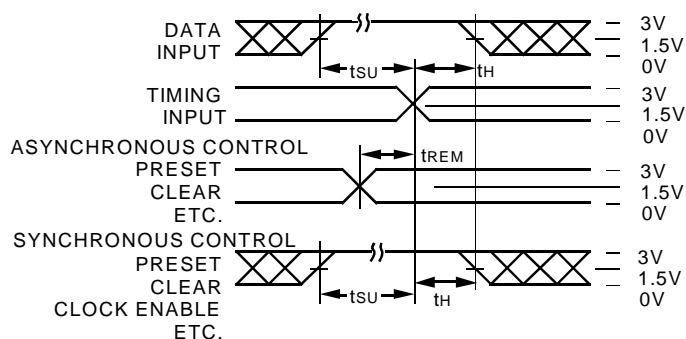 DATA INPUT
3V
1.5V
0V
tSU
tH
TIMING INPUT
3V
1.5V
0V
ASYNCHRONOUS CONTROL
PRESET
CLEAR
ETC.
tREM
3V
1.5V
0V
SYNCHRONOUS CONTROL
PRESET
CLEAR
CLOCK ENABLE
ETC.
tSU
tH
3V
1.5V
0V